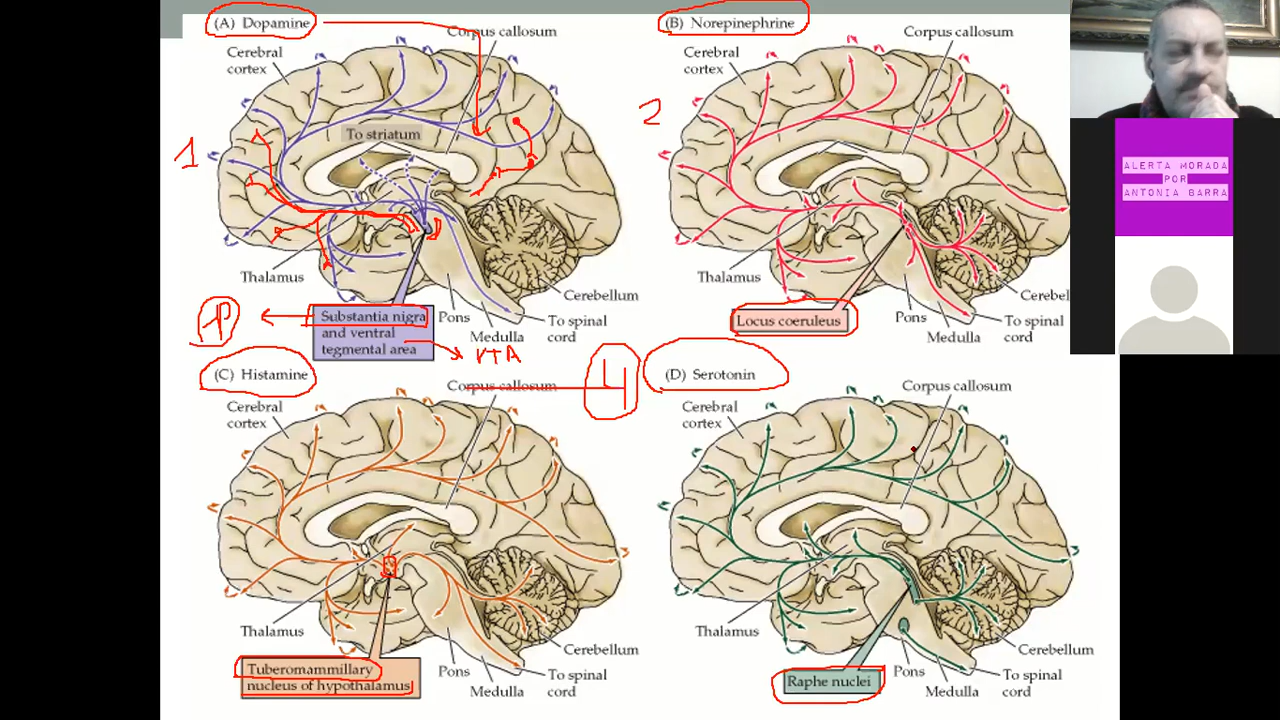 (A) Dopamine
Corpus callosum
Cerebral
cortex
To striatum
1
Thalamus
Cerebellum
Substantia nigra
and ventral
tegmental area
Pons
To spinal
cord
Medulla
VTA
(B) Norepinephrine
Corpus callosum
Cerebral
cortex
2
Thalamus
Cerebel
Locus coeruleus
Pons
To spinal
cord
Medulla
(C) Histamine
Corpus callosum
4
Cerebral
cortex
Thalamus
Cerebellum
Tuberomammillary
nucleus of hypothalamus
Pons
To spinal
cord
Medulla
(D) Serotonin
Corpus callosum
Cerebral
cortex
3
Thalamus
Cerebellum
Raphe nuclei
Pons
To spinal
cord
Medulla
ALERTA MORADA
POR
ANTONIA BARRA